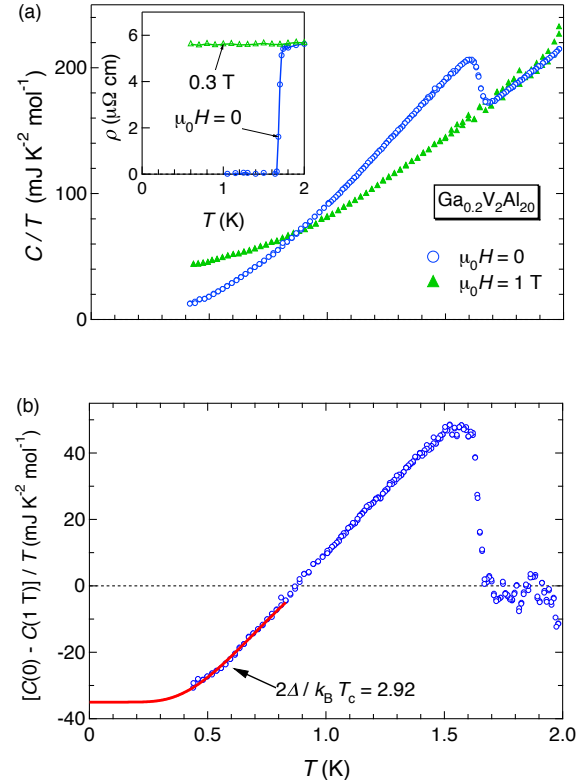 (a)
6
4
2
0
ρ (μΩ cm)
0.3 T
μ₀H = 0
0
1
2
T (K)
200
100
0
C / T (mJ K⁻² mol⁻¹)
Ga₀.₂V₂Al₂₀
μ₀H = 0
μ₀H = 1 T
(b)
40
20
0
-20
-40
[C(0) - C(1 T)] / T (mJ K⁻² mol⁻¹)
2Δ / k_B T_c = 2.92
0.0
0.5
1.0
1.5
2.0
T (K)